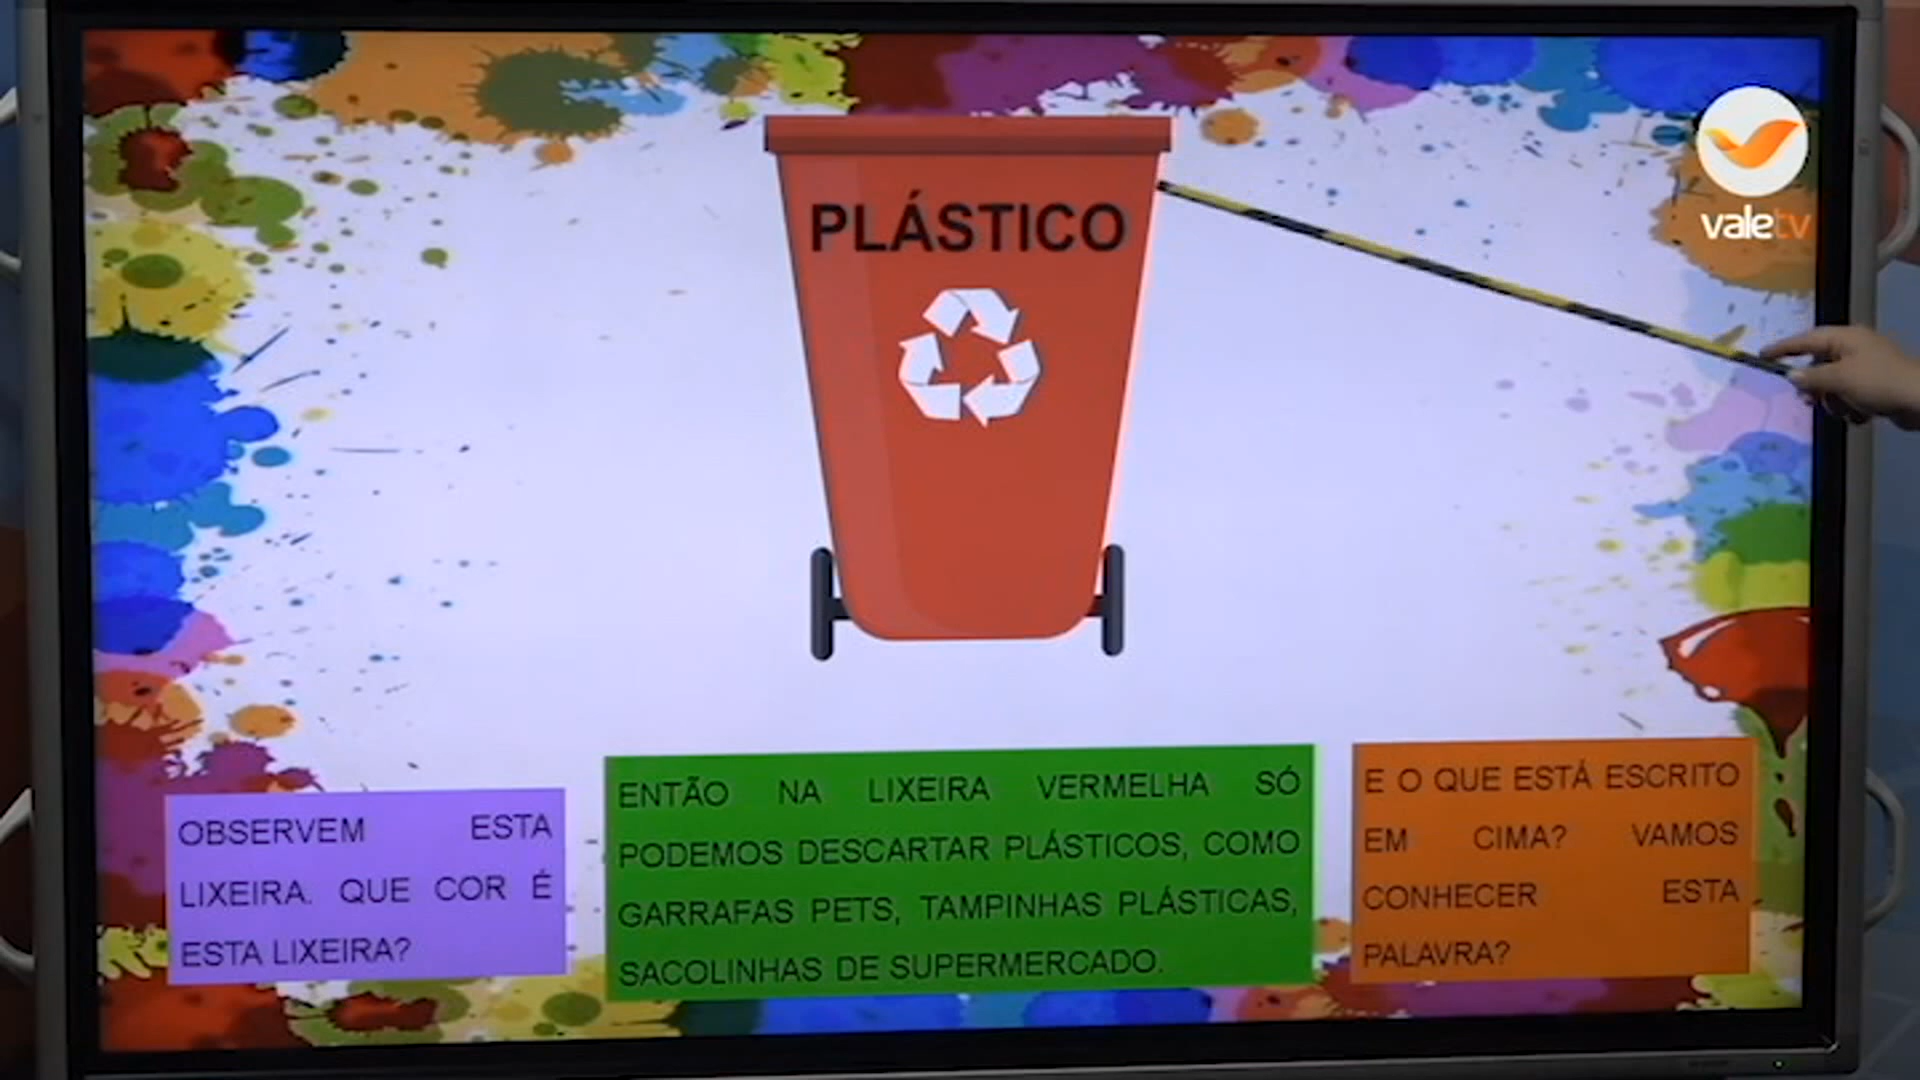 PLÁSTICO
valetv
OBSERVEM ESTA
LIXEIRA. QUE COR É
ESTA LIXEIRA?
ENTÃO NA LIXEIRA VERMELHA SÓ
PODEMOS DESCARTAR PLÁSTICOS, COMO
GARRAFAS PETS, TAMPINHAS PLÁSTICAS,
SACOLINHAS DE SUPERMERCADO.
E O QUE ESTÁ ESCRITO
EM CIMA? VAMOS
CONHECER ESTA
PALAVRA?